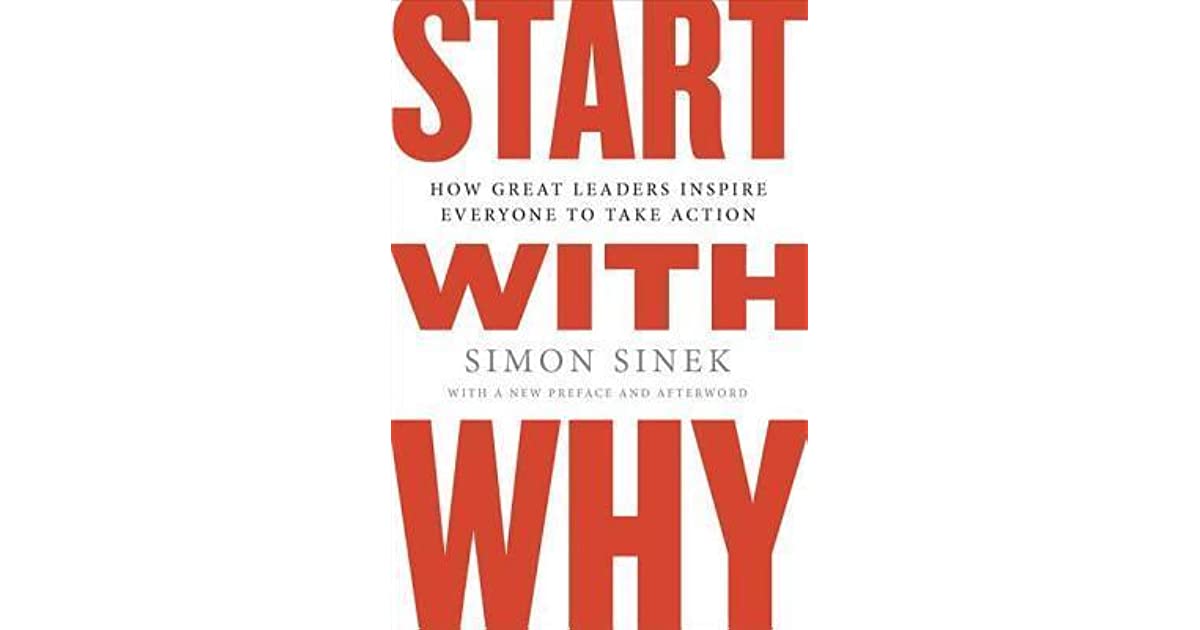 START
HOW GREAT LEADERS INSPIRE
EVERYONE TO TAKE ACTION
WITH
SIMON SINEK
WITH A NEW PREFACE AND AFTERWORD
WHY